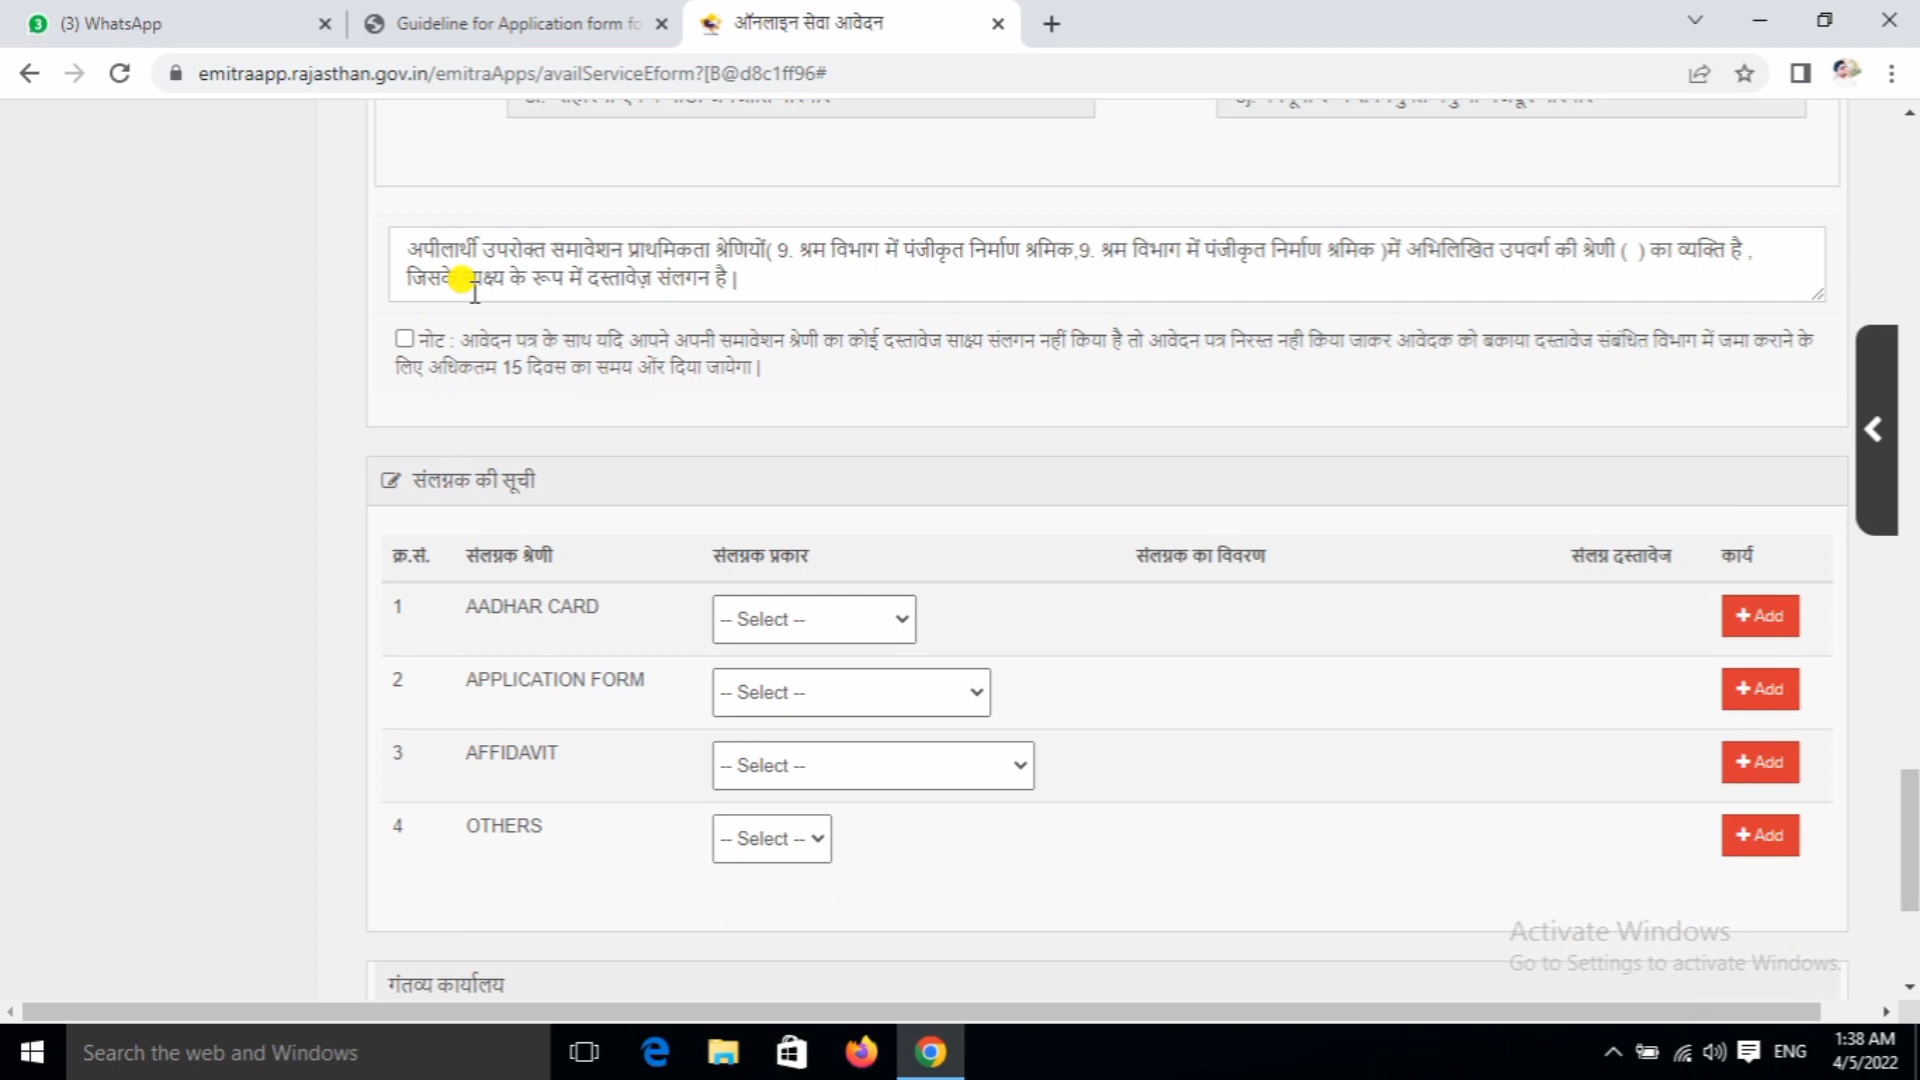 (3) WhatsApp
Guideline for Application form fo
ऑनलाइन सेवा आवेदन
emitraapp.rajasthan.gov.in/emitraApps/availServiceEform?[B@d8c1ff96#
अपीलार्थी उपरोक्त समावेशन प्राथमिकता श्रेणियों( 9. श्रम विभाग में पंजीकृत निर्माण श्रमिक,9. श्रम विभाग में पंजीकृत निर्माण श्रमिक )में अभिलिखित उपवर्ग की श्रेणी ( ) का व्यक्ति है ,
के रूप में दस्तावेज़ संलगन है |
नोट : आवेदन पत्र के साथ यदि आपने अपनी समावेशन श्रेणी का कोई दस्तावेज साक्ष्य संलगन नहीं किया है तो आवेदन पत्र निरस्त नही किया जाकर आवेदक को बकाया दस्तावेज संबंधित विभाग में जमा कराने के
लिए अधिकतम 15 दिवस का समय ओंर दिया जायेगा |
संलग्नक की सूची
क्र.सं. संलग्नक श्रेणी संलग्नक प्रकार संलग्नक का विवरण संलग्न दस्तावेज कार्य
1 AADHAR CARD -- Select -- + Add
2 APPLICATION FORM -- Select -- + Add
3 AFFIDAVIT -- Select -- + Add
4 OTHERS -- Select -- + Add
Activate Windows
Go to Settings to activate Windows.
गंतव्य कार्यालय
Search the web and Windows
ENG
1:38 AM
4/5/2022